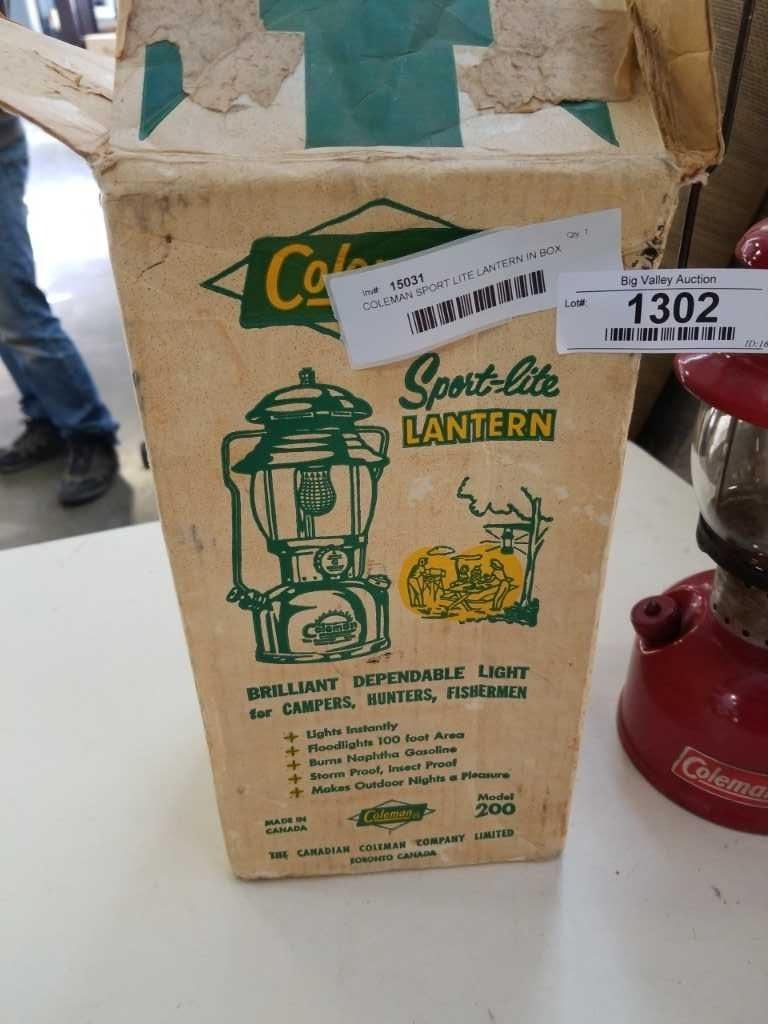 Inv#: 15031
Qty 1
COLEMAN SPORT LITE LANTERN IN BOX
Big Valley Auction
Lot#: 1302
Sport-lite
LANTERN
Coleman
BRILLIANT DEPENDABLE LIGHT
for CAMPERS, HUNTERS, FISHERMEN
+ Lights Instantly
+ Floodlights 100 foot Area
+ Burns Naphtha Gasoline
+ Storm Proof, Insect Proof
+ Makes Outdoor Nights a Pleasure
MADE IN
CANADA
Coleman
Model
200
THE CANADIAN COLEMAN COMPANY LIMITED
TORONTO CANADA